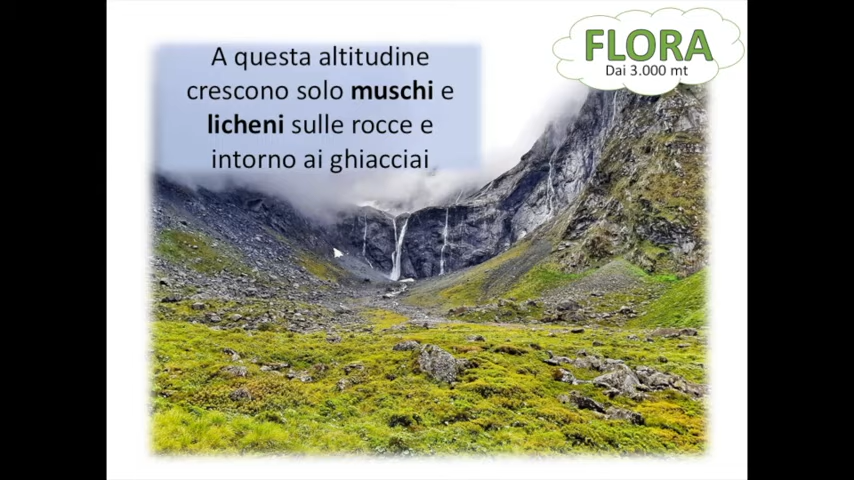 FLORA
Dai 3.000 mt
A questa altitudine
crescono solo muschi e
licheni sulle rocce e
intorno ai ghiacciai